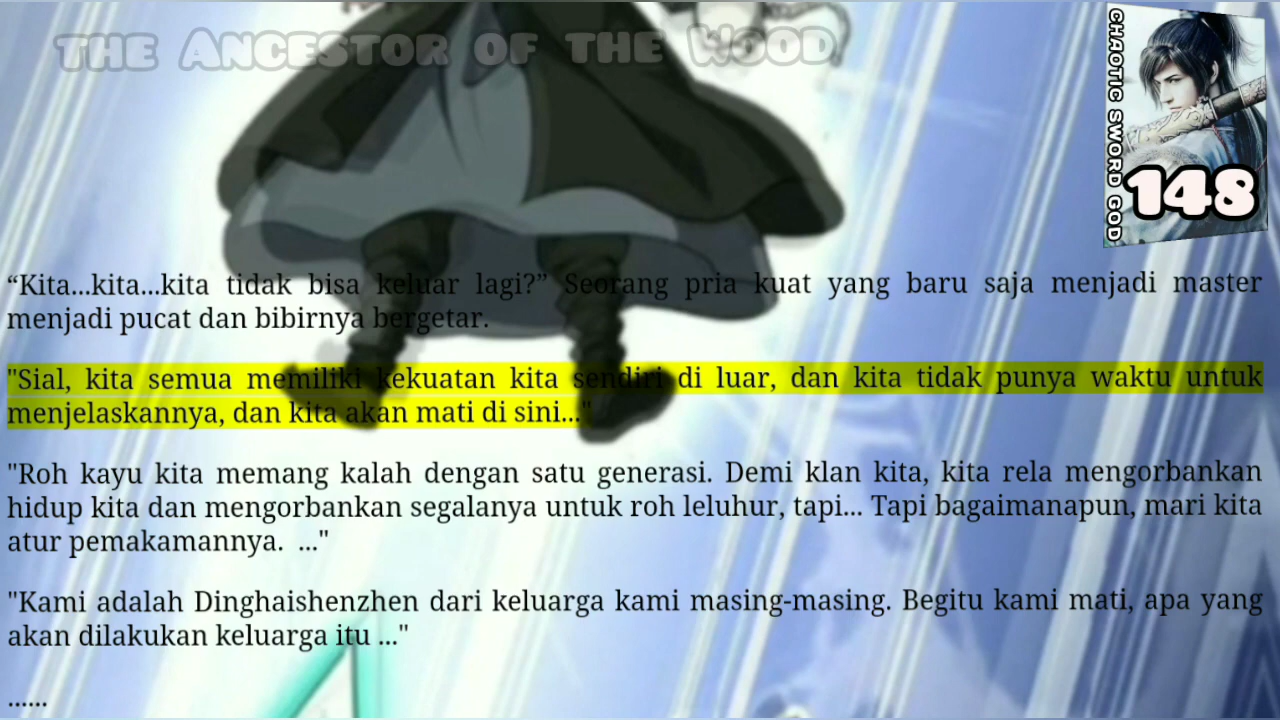 THE ANCESTOR OF THE WOOD
CHAOTIC SWORD GOD
148
“Kita...kita...kita tidak bisa keluar lagi?” Seorang pria kuat yang baru saja menjadi master
menjadi pucat dan bibirnya bergetar.
"Sial, kita semua memiliki kekuatan kita sendiri di luar, dan kita tidak punya waktu untuk
menjelaskannya, dan kita akan mati di sini..."
"Roh kayu kita memang kalah dengan satu generasi. Demi klan kita, kita rela mengorbankan
hidup kita dan mengorbankan segalanya untuk roh leluhur, tapi... Tapi bagaimanapun, mari kita
atur pemakamannya.  ..."
"Kami adalah Dinghaishenzhen dari keluarga kami masing-masing. Begitu kami mati, apa yang
akan dilakukan keluarga itu ..."
......